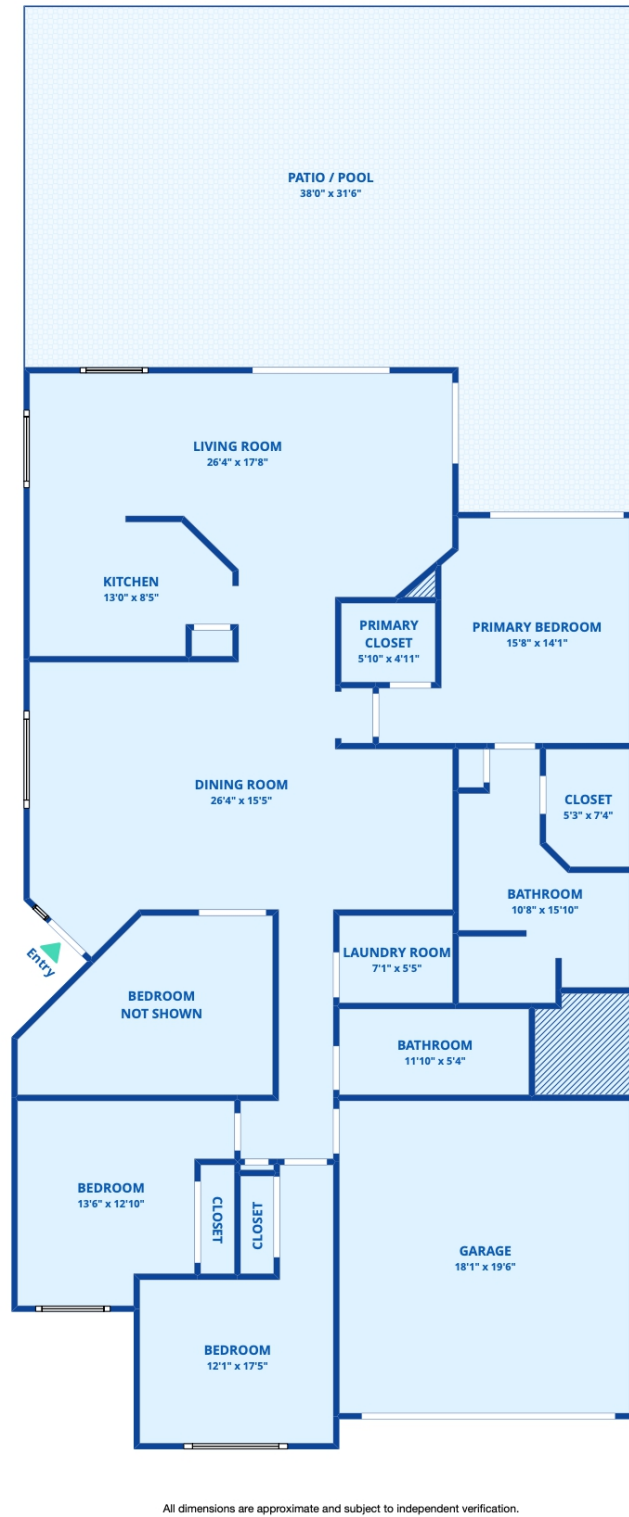 PATIO / POOL
38'0" x 31'6"
LIVING ROOM
26'4" x 17'8"
KITCHEN
13'0" x 8'5"
PRIMARY
CLOSET
5'10" x 4'11"
PRIMARY BEDROOM
15'8" x 14'1"
DINING ROOM
26'4" x 15'5"
CLOSET
5'3" x 7'4"
BATHROOM
10'8" x 15'10"
Entry
LAUNDRY ROOM
7'1" x 5'5"
BEDROOM
NOT SHOWN
BATHROOM
11'10" x 5'4"
BEDROOM
13'6" x 12'10"
CLOSET
CLOSET
GARAGE
18'1" x 19'6"
BEDROOM
12'1" x 17'5"
All dimensions are approximate and subject to independent verification.